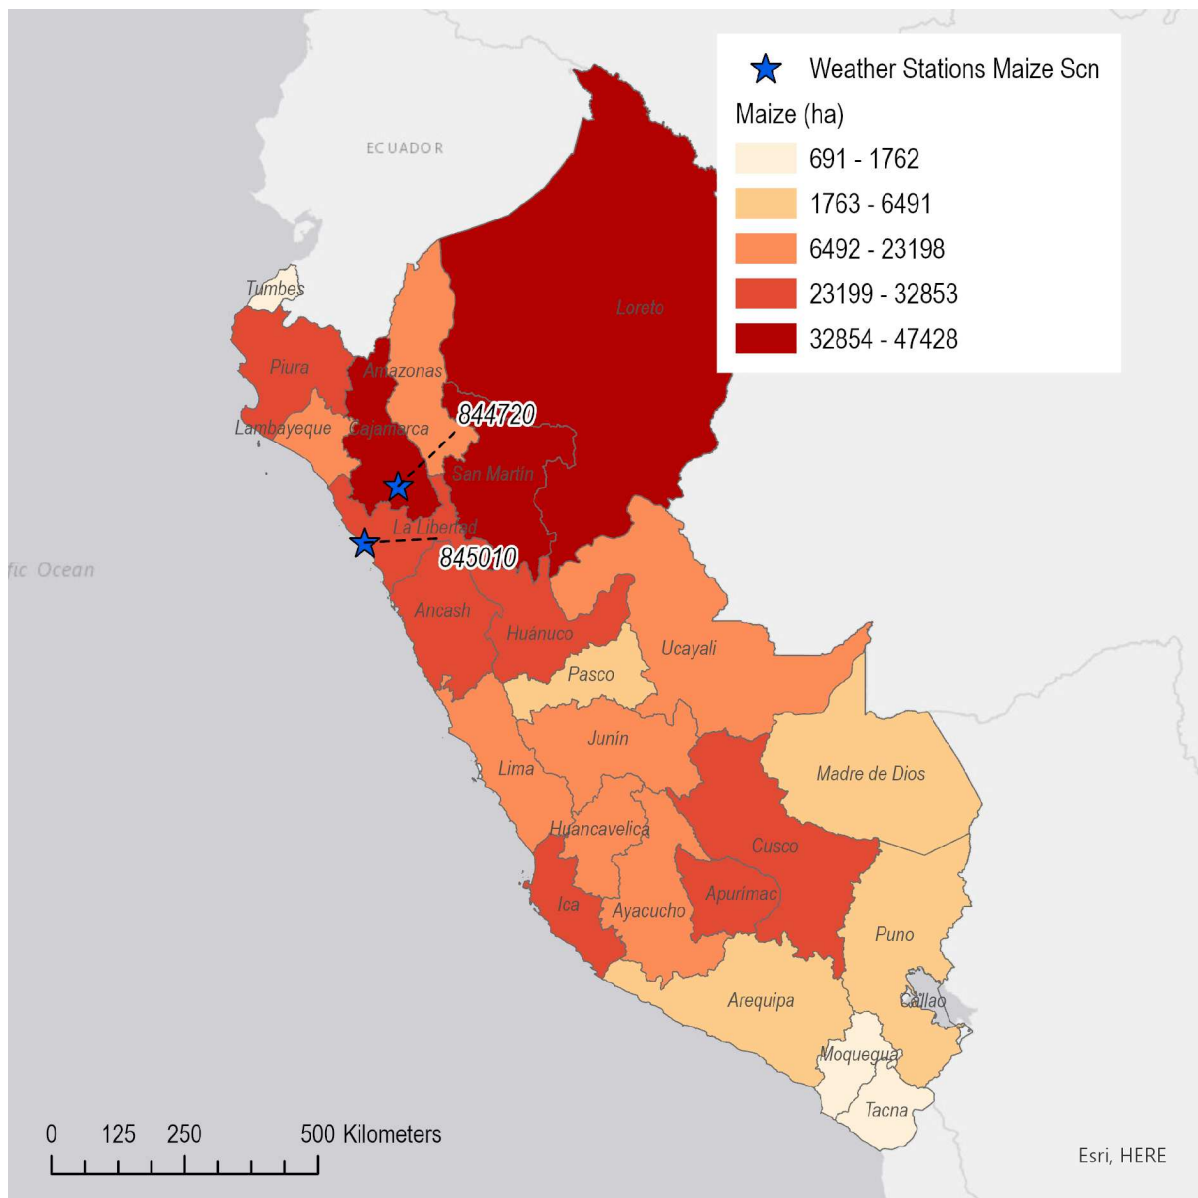 Weather Stations Maize Scn
Maize (ha)
691 - 1762
1763 - 6491
6492 - 23198
23199 - 32853
32854 - 47428
ECUADOR
Tumbes
Loreto
Piura
Amazonas
844720
Lambayeque
Cajamarca
San Martín
La Libertad
845010
fic Ocean
Ancash
Huánuco
Ucayali
Pasco
Junín
Lima
Madre de Dios
Huancavelica
Cusco
Apurímac
Ica
Ayacucho
Puno
Arequipa
Callao
Moquegua
Tacna
0 125 250 500 Kilometers
Esri, HERE